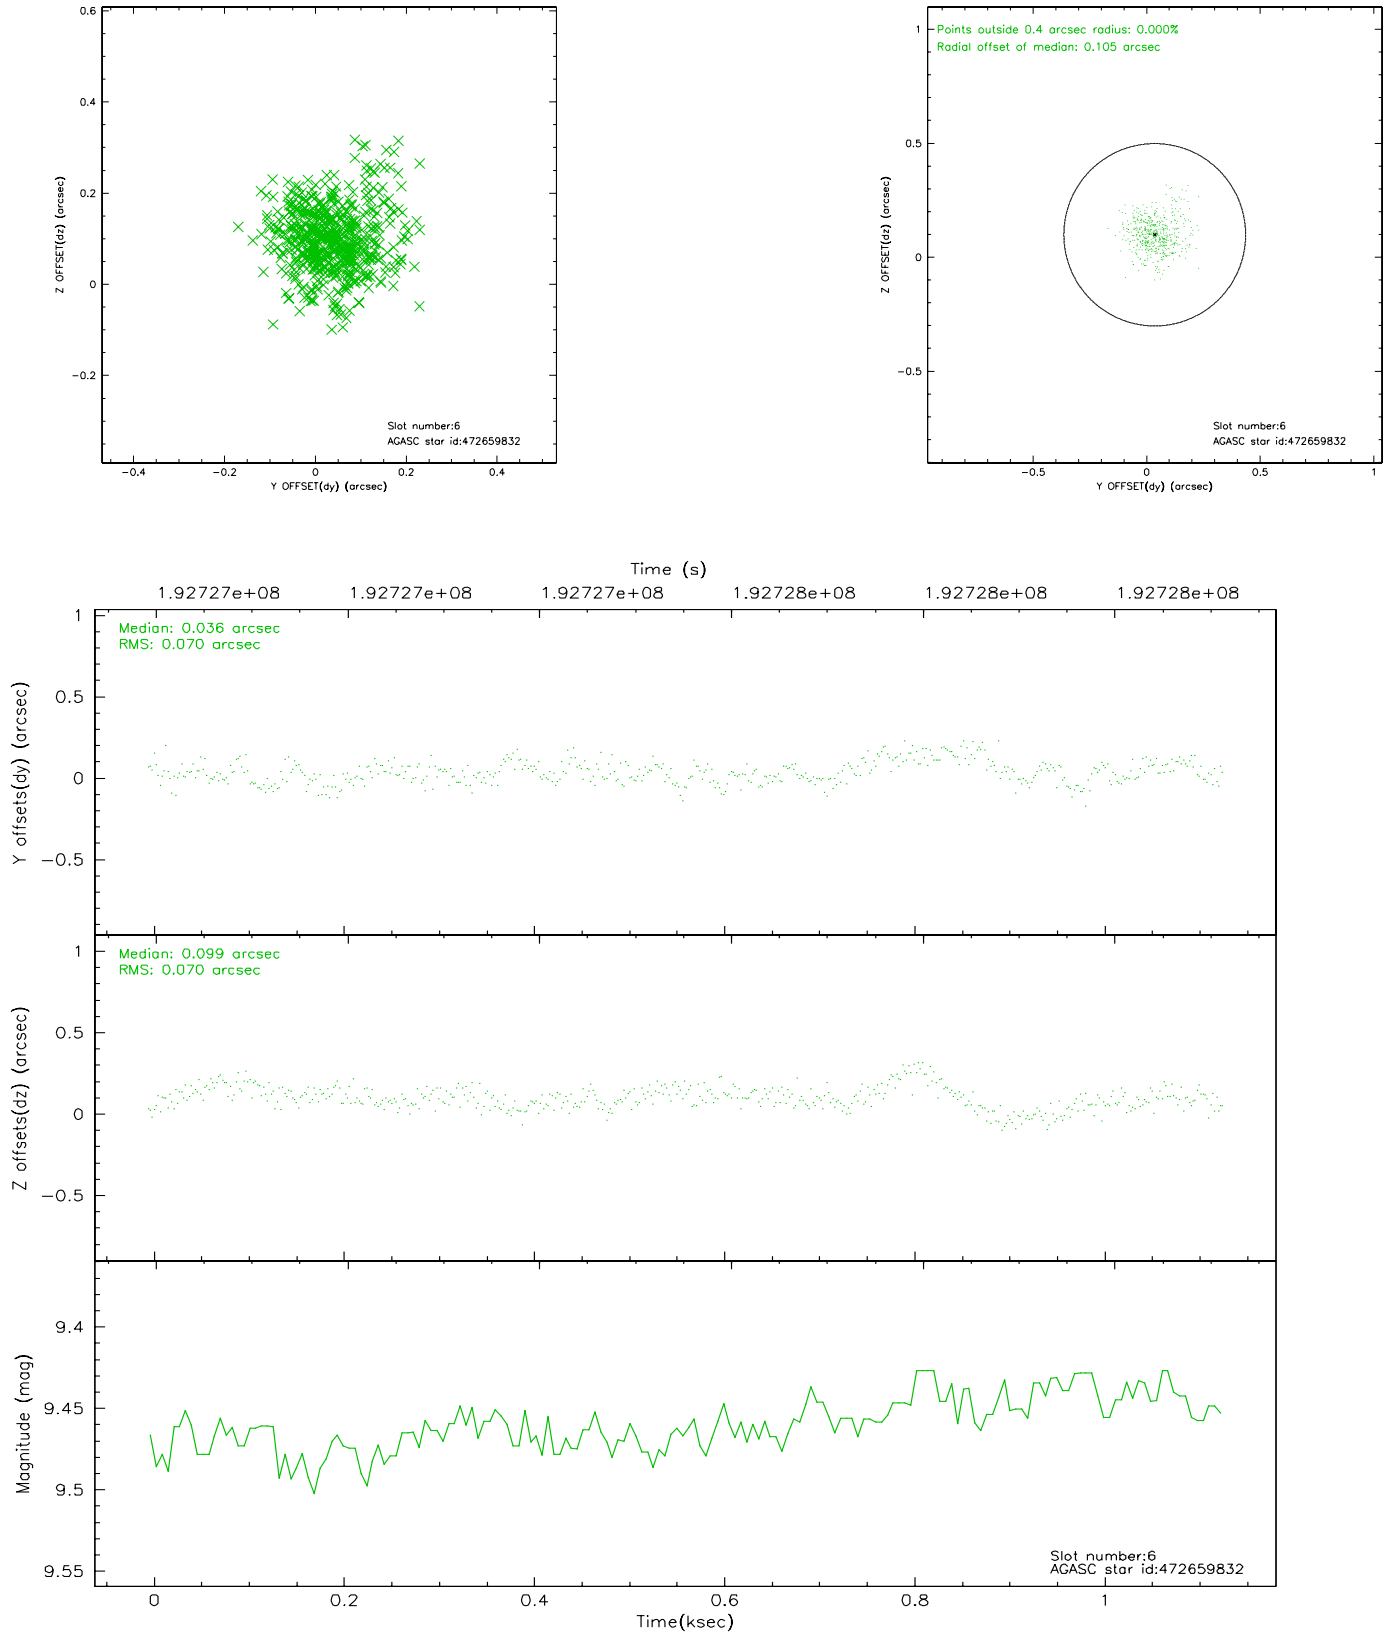 0.6
0.4
0.2
0
−0.2
−0.4
−0.2
0
0.2
0.4
Z OFFSET(dz) (arcsec)
Y OFFSET(dy) (arcsec)
Slot number:6
AGASC star id:472659832
Points outside 0.4 arcsec radius: 0.000%
Radial offset of median: 0.105 arcsec
1
0.5
0
−0.5
−0.5
0
0.5
1
Z OFFSET(dz) (arcsec)
Y OFFSET(dy) (arcsec)
Slot number:6
AGASC star id:472659832
Time (s)
1.92727e+08 1.92727e+08 1.92727e+08 1.92728e+08 1.92728e+08 1.92728e+08
Median: 0.036 arcsec
RMS: 0.070 arcsec
1
0.5
0
−0.5
Y offsets(dy) (arcsec)
Median: 0.099 arcsec
RMS: 0.070 arcsec
1
0.5
0
−0.5
Z offsets(dz) (arcsec)
9.4
9.45
9.5
9.55
Magnitude (mag)
Slot number:6
AGASC star id:472659832
0 0.2 0.4 0.6 0.8 1
Time(ksec)